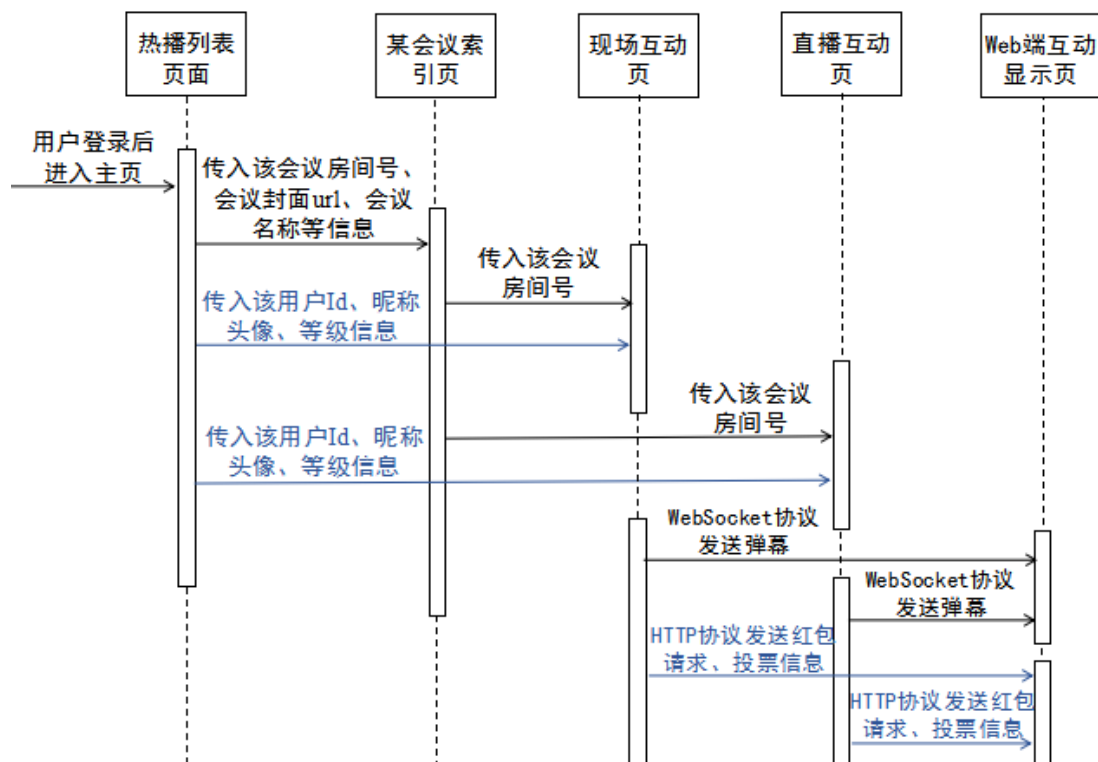 热播列表
页面
某会议索
引页
现场互动
页
直播互动
页
Web端互动
显示页
用户登录后
进入主页
传入该会议房间号、
会议封面url、会议
名称等信息
传入该会议
房间号
传入该用户Id、昵称
头像、等级信息
传入该会议
房间号
传入该用户Id、昵称
头像、等级信息
WebSocket协议
发送弹幕
WebSocket协议
发送弹幕
HTTP协议发送红包
请求、投票信息
HTTP协议发送红包
请求、投票信息